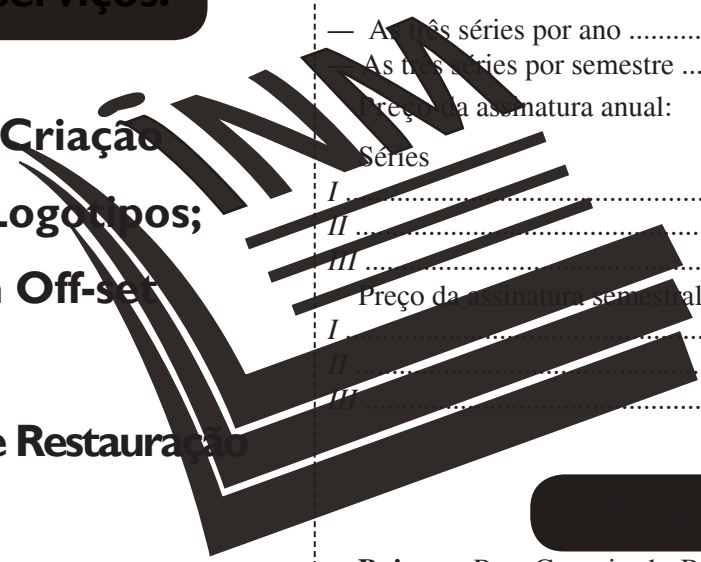 serviços:
Criação
Logotipos;
Off-set
e Restauração
— As três séries por ano ..........
— As três séries por semestre ...
Preço da assinatura anual:
Séries
I ..........
II ..........
III ..........
Preço da assinatura semestral
I ..........
II ..........
III ..........
ÍNM